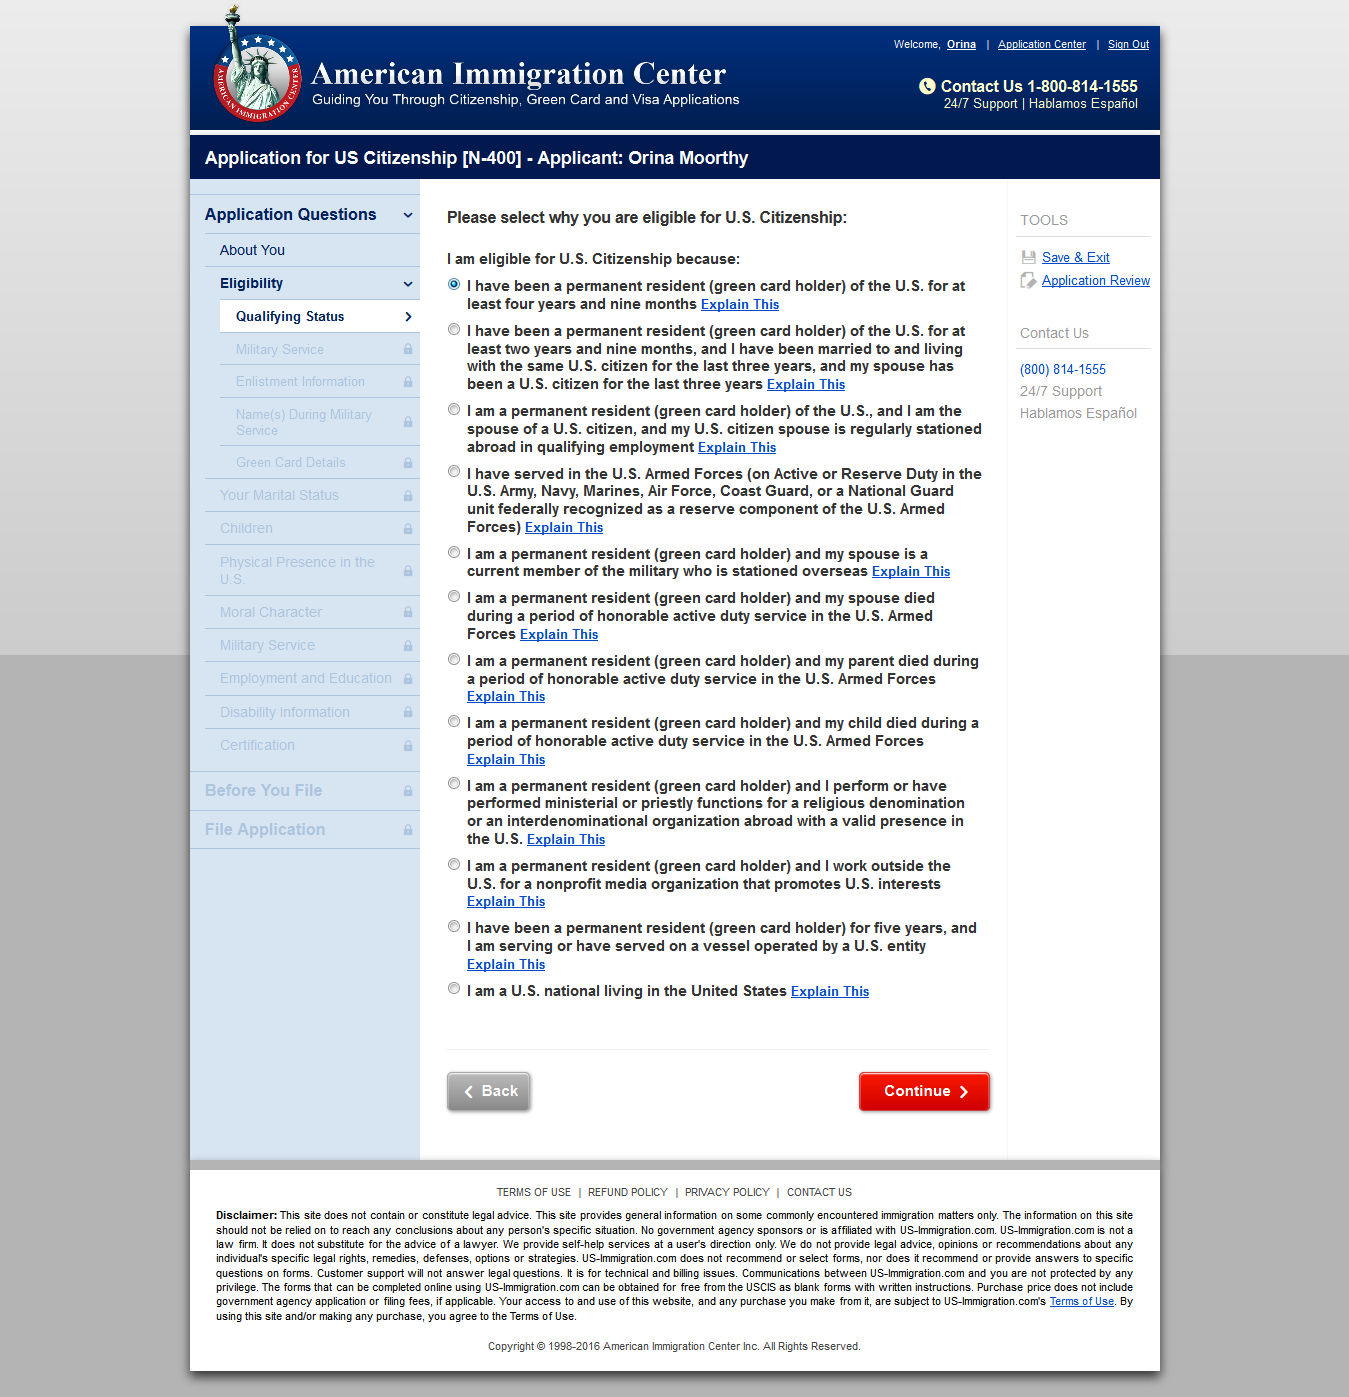 Welcome, Orina | Application Center | Sign Out
AMERICAN IMMIGRATION CENTER
American Immigration Center
Guiding You Through Citizenship, Green Card and Visa Applications
Contact Us 1-800-814-1555
24/7 Support | Hablamos Español
Application for US Citizenship [N-400] - Applicant: Orina Moorthy
Application Questions
About You
Eligibility
Qualifying Status
Military Service
Enlistment Information
Name(s) During Military
Service
Green Card Details
Your Marital Status
Children
Physical Presence in the
U.S.
Moral Character
Military Service
Employment and Education
Disability Information
Certification
Before You File
File Application
Please select why you are eligible for U.S. Citizenship:
I am eligible for U.S. Citizenship because:
I have been a permanent resident (green card holder) of the U.S. for at
least four years and nine months Explain This
I have been a permanent resident (green card holder) of the U.S. for at
least two years and nine months, and I have been married to and living
with the same U.S. citizen for the last three years, and my spouse has
been a U.S. citizen for the last three years Explain This
I am a permanent resident (green card holder) of the U.S., and I am the
spouse of a U.S. citizen, and my U.S. citizen spouse is regularly stationed
abroad in qualifying employment Explain This
I have served in the U.S. Armed Forces (on Active or Reserve Duty in the
U.S. Army, Navy, Marines, Air Force, Coast Guard, or a National Guard
unit federally recognized as a reserve component of the U.S. Armed
Forces) Explain This
I am a permanent resident (green card holder) and my spouse is a
current member of the military who is stationed overseas Explain This
I am a permanent resident (green card holder) and my spouse died
during a period of honorable active duty service in the U.S. Armed
Forces Explain This
I am a permanent resident (green card holder) and my parent died during
a period of honorable active duty service in the U.S. Armed Forces
Explain This
I am a permanent resident (green card holder) and my child died during a
period of honorable active duty service in the U.S. Armed Forces
Explain This
I am a permanent resident (green card holder) and I perform or have
performed ministerial or priestly functions for a religious denomination
or an interdenominational organization abroad with a valid presence in
the U.S. Explain This
I am a permanent resident (green card holder) and I work outside the
U.S. for a nonprofit media organization that promotes U.S. interests
Explain This
I have been a permanent resident (green card holder) for five years, and
I am serving or have served on a vessel operated by a U.S. entity
Explain This
I am a U.S. national living in the United States Explain This
Back
Continue
TOOLS
Save & Exit
Application Review
Contact Us
(800) 814-1555
24/7 Support
Hablamos Español
TERMS OF USE | REFUND POLICY | PRIVACY POLICY | CONTACT US
Disclaimer: This site does not contain or constitute legal advice. This site provides general information on some commonly encountered immigration matters only. The information on this site
should not be relied on to reach any conclusions about any person's specific situation. No government agency sponsors or is affiliated with US-Immigration.com. US-Immigration.com is not a
law firm. It does not substitute for the advice of a lawyer. We provide self-help services at a user's direction only. We do not provide legal advice, opinions or recommendations about any
individual's specific legal rights, remedies, defenses, options or strategies. US-Immigration.com does not recommend or select forms, nor does it recommend or provide answers to specific
questions on forms. Customer support will not answer legal questions. It is for technical and billing issues. Communications between US-Immigration.com and you are not protected by any
privilege. The forms that can be completed online using US-Immigration.com can be obtained for free from the USCIS as blank forms with written instructions. Purchase price does not include
government agency application or filing fees, if applicable. Your access to and use of this website, and any purchase you make from it, are subject to US-Immigration.com's Terms of Use. By
using this site and/or making any purchase, you agree to the Terms of Use.
Copyright © 1998-2016 American Immigration Center Inc. All Rights Reserved.